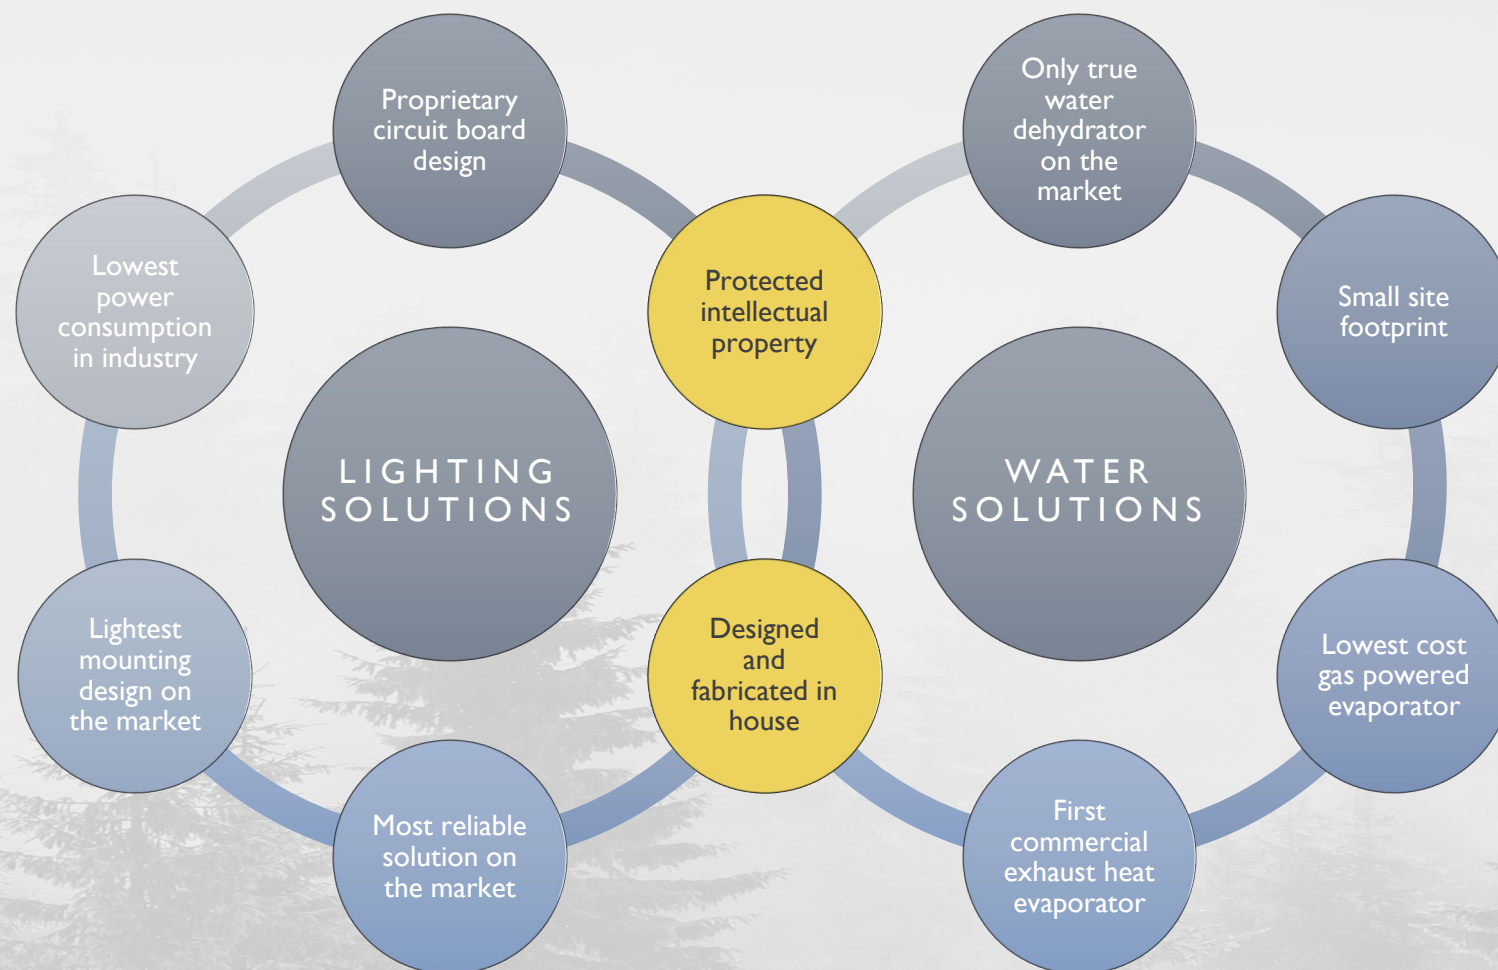 Proprietary
circuit board
design
Only true
water
dehydrator
on the
market
Lowest
power
consumption
in industry
Protected
intellectual
property
Small site
footprint
LIGHTING
SOLUTIONS
WATER
SOLUTIONS
Lightest
mounting
design on
the market
Designed
and
fabricated in
house
Lowest cost
gas powered
evaporator
Most reliable
solution on
the market
First
commercial
exhaust heat
evaporator